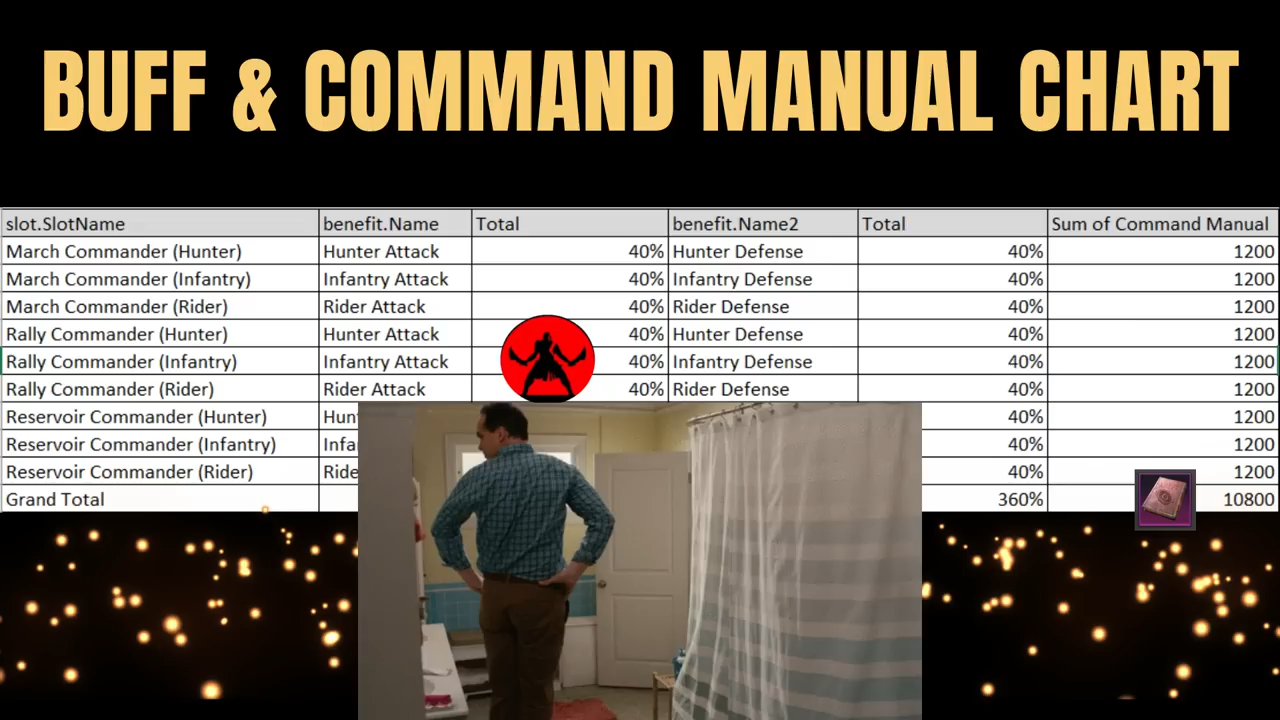 BUFF & COMMAND MANUAL CHART
slot.SlotName benefit.Name Total benefit.Name2 Total Sum of Command Manual
March Commander (Hunter) Hunter Attack 40% Hunter Defense 40% 1200
March Commander (Infantry) Infantry Attack 40% Infantry Defense 40% 1200
March Commander (Rider) Rider Attack 40% Rider Defense 40% 1200
Rally Commander (Hunter) Hunter Attack 40% Hunter Defense 40% 1200
Rally Commander (Infantry) Infantry Attack 40% Infantry Defense 40% 1200
Rally Commander (Rider) Rider Attack 40% Rider Defense 40% 1200
Reservoir Commander (Hunter) Hun 40% 1200
Reservoir Commander (Infantry) Infa 40% 1200
Reservoir Commander (Rider) Ride 40% 1200
Grand Total 360% 10800